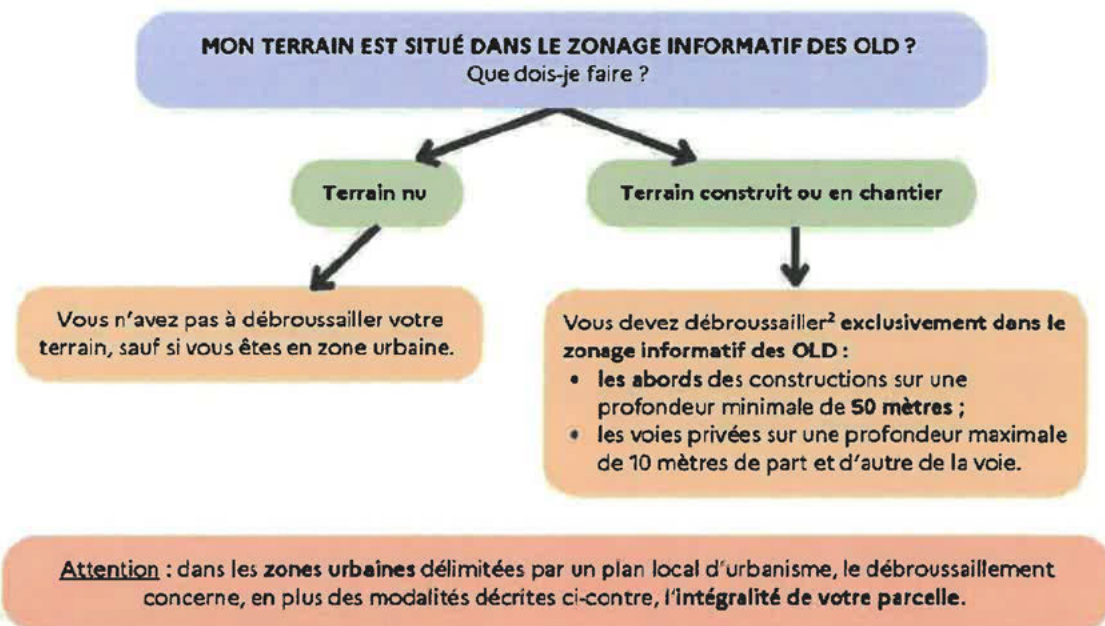 MON TERRAIN EST SITUÉ DANS LE ZONAGE INFORMATIF DES OLD ?
Que dois-je faire ?
Terrain nu
Terrain construit ou en chantier
Vous n'avez pas à débroussailler votre
terrain, sauf si vous êtes en zone urbaine.
Vous devez débroussailler² exclusivement dans le
zonage informatif des OLD :
• les abords des constructions sur une
profondeur minimale de 50 mètres ;
• les voies privées sur une profondeur maximale
de 10 mètres de part et d'autre de la voie.
Attention : dans les zones urbaines délimitées par un plan local d'urbanisme, le débroussaillement
concerne, en plus des modalités décrites ci-contre, l'intégralité de votre parcelle.